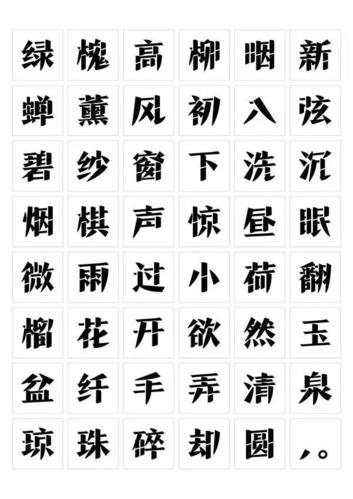 绿槐高柳咽新
蝉薰风初入弦
碧纱窗下洗沉
烟棋声惊昼眠
微雨过小荷翻
榴花开欲然玉
盆纤手弄清泉
琼珠碎却圆，。